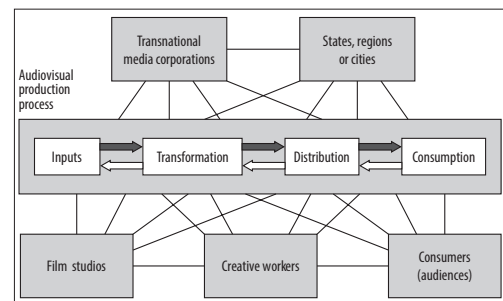 Transnational
media corporations
States, regions
or cities
Audiovisual
production
process
Inputs
Transformation
Distribution
Consumption
Film studios
Creative workers
Consumers
(audiences)